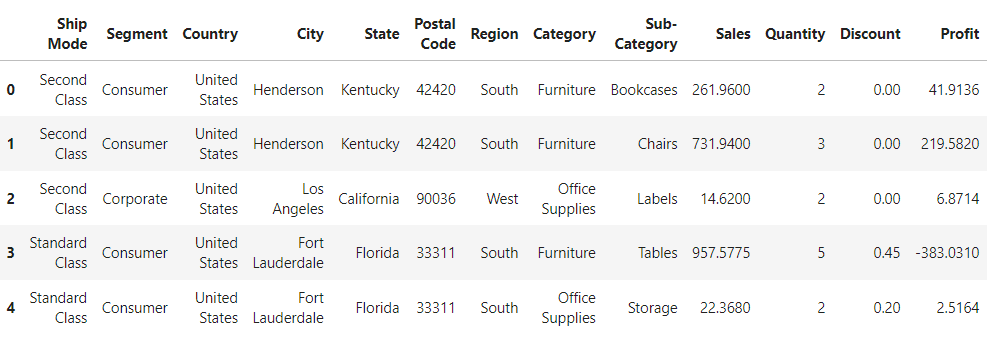 Ship Mode Segment Country City State Postal Code Region Category Sub-Category Sales Quantity Discount Profit
0 Second Class Consumer United States Henderson Kentucky 42420 South Furniture Bookcases 261.9600 2 0.00 41.9136
1 Second Class Consumer United States Henderson Kentucky 42420 South Furniture Chairs 731.9400 3 0.00 219.5820
2 Second Class Corporate United States Los Angeles California 90036 West Office Supplies Labels 14.6200 2 0.00 6.8714
3 Standard Class Consumer United States Fort Lauderdale Florida 33311 South Furniture Tables 957.5775 5 0.45 -383.0310
4 Standard Class Consumer United States Fort Lauderdale Florida 33311 South Office Supplies Storage 22.3680 2 0.20 2.5164